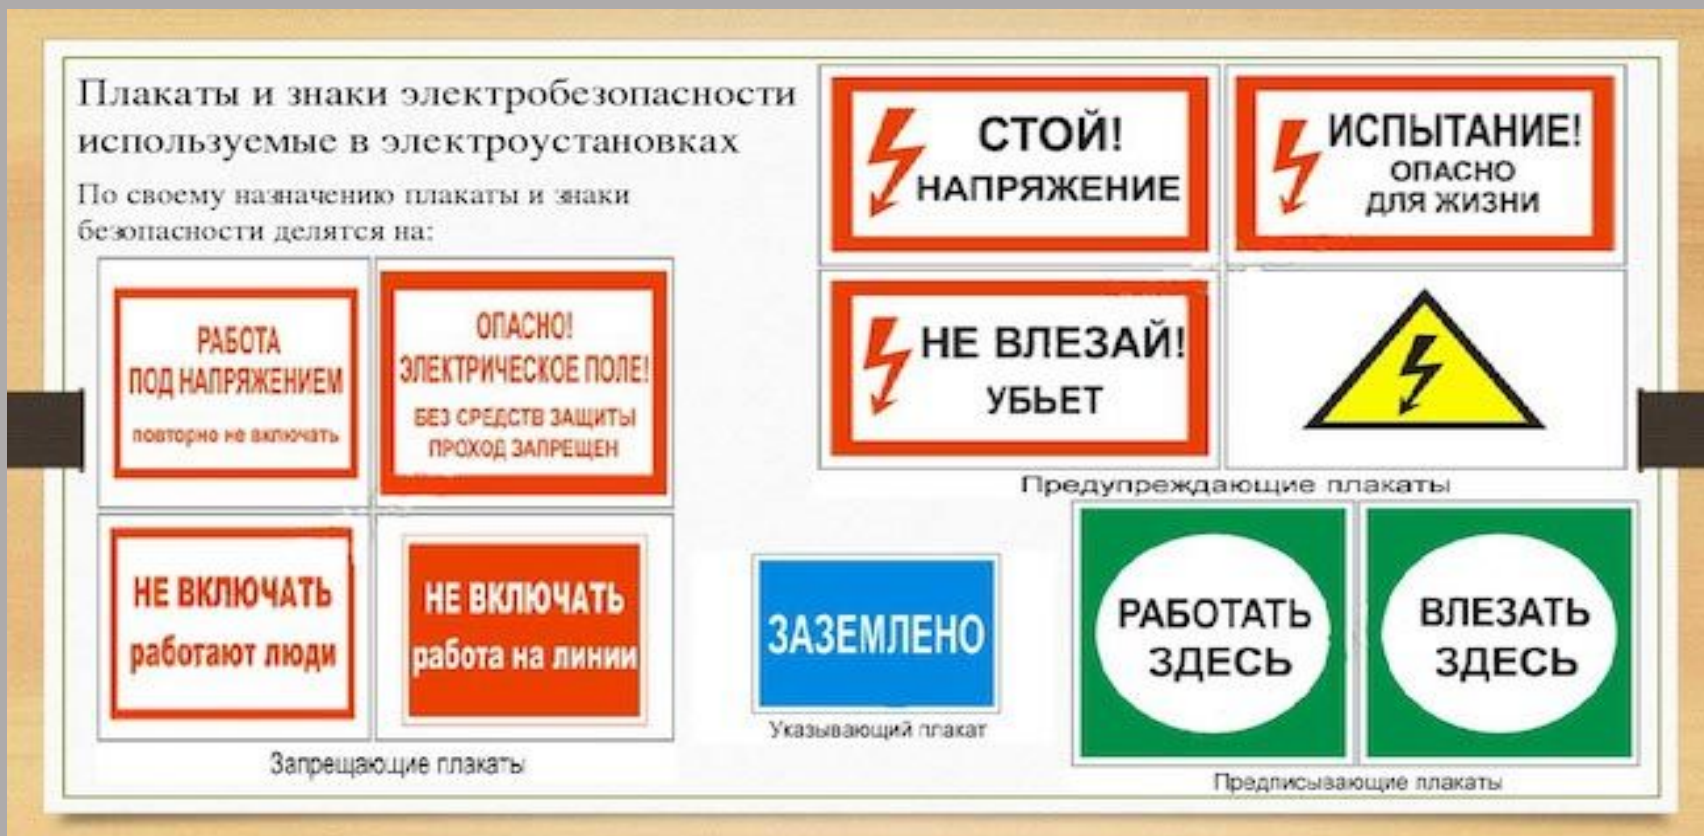 Плакаты и знаки электробезопасности
используемые в электроустановках
По своему назначению плакаты и знаки
безопасности делятся на:
РАБОТА
ПОД НАПРЯЖЕНИЕМ
повторно не включать
ОПАСНО!
ЭЛЕКТРИЧЕСКОЕ ПОЛЕ!
БЕЗ СРЕДСТВ ЗАЩИТЫ
ПРОХОД ЗАПРЕЩЕН
НЕ ВКЛЮЧАТЬ
работают люди
НЕ ВКЛЮЧАТЬ
работа на линии
Запрещающие плакаты
СТОЙ!
НАПРЯЖЕНИЕ
ИСПЫТАНИЕ!
ОПАСНО
ДЛЯ ЖИЗНИ
НЕ ВЛЕЗАЙ!
УБЬЕТ
Предупреждающие плакаты
ЗАЗЕМЛЕНО
Указывающий плакат
РАБОТАТЬ
ЗДЕСЬ
ВЛЕЗАТЬ
ЗДЕСЬ
Предписывающие плакаты